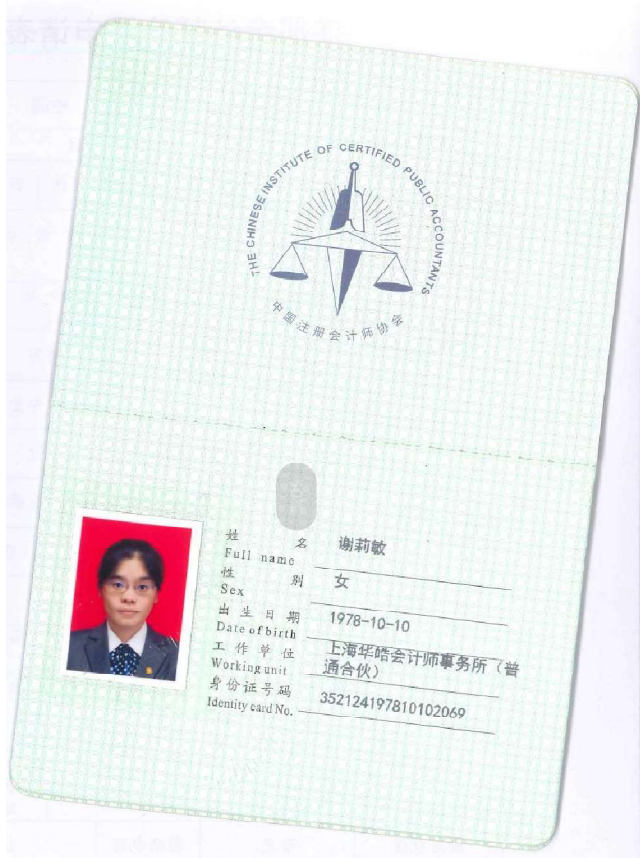 THE CHINESE INSTITUTE OF CERTIFIED PUBLIC ACCOUNTANTS
中国注册会计师协会
姓 名 谢莉敏
Full name
性 别 女
Sex
出生日期 1978-10-10
Date of birth
工作单位 上海华皓会计师事务所（普
Working unit 通合伙）
身份证号码 352124197810102069
Identity card No.